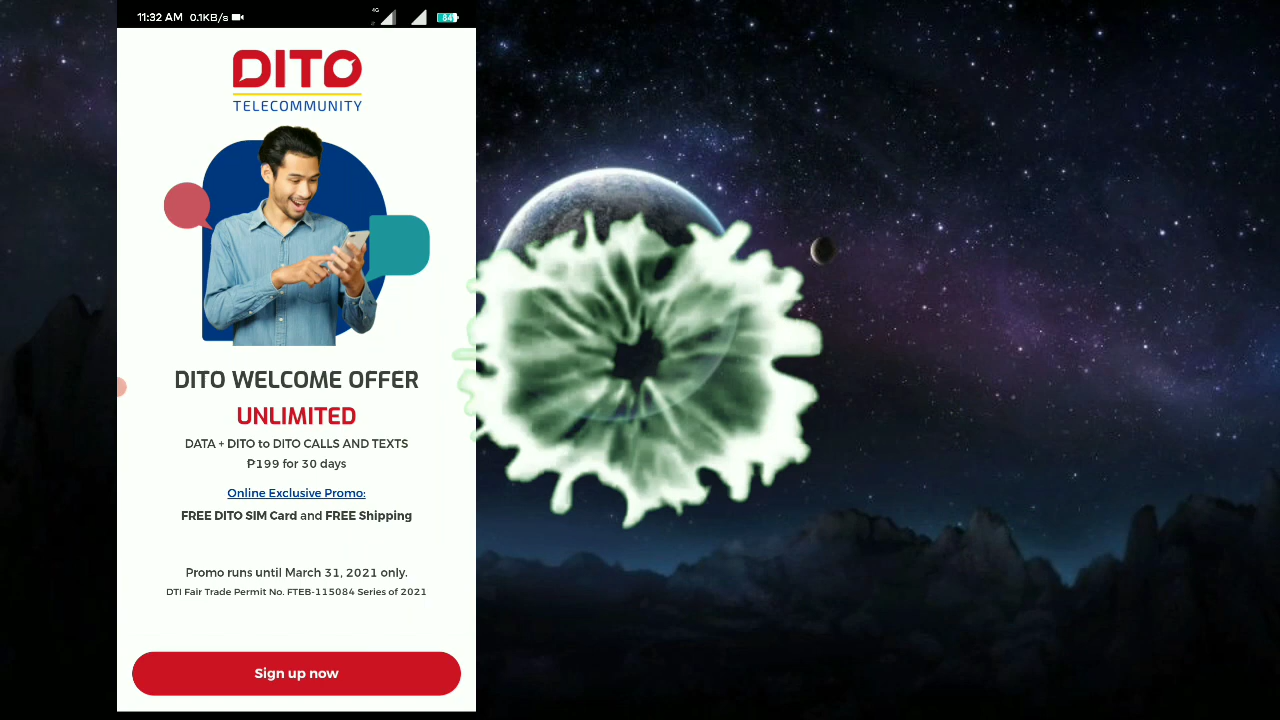 11:32 AM 0.1KB/s
4G
84
DITO
TELECOMMUNITY
DITO WELCOME OFFER
UNLIMITED
DATA + DITO to DITO CALLS AND TEXTS
₱199 for 30 days
Online Exclusive Promo:
FREE DITO SIM Card and FREE Shipping
Promo runs until March 31, 2021 only.
DTI Fair Trade Permit No. FTEB-115084 Series of 2021
Sign up now